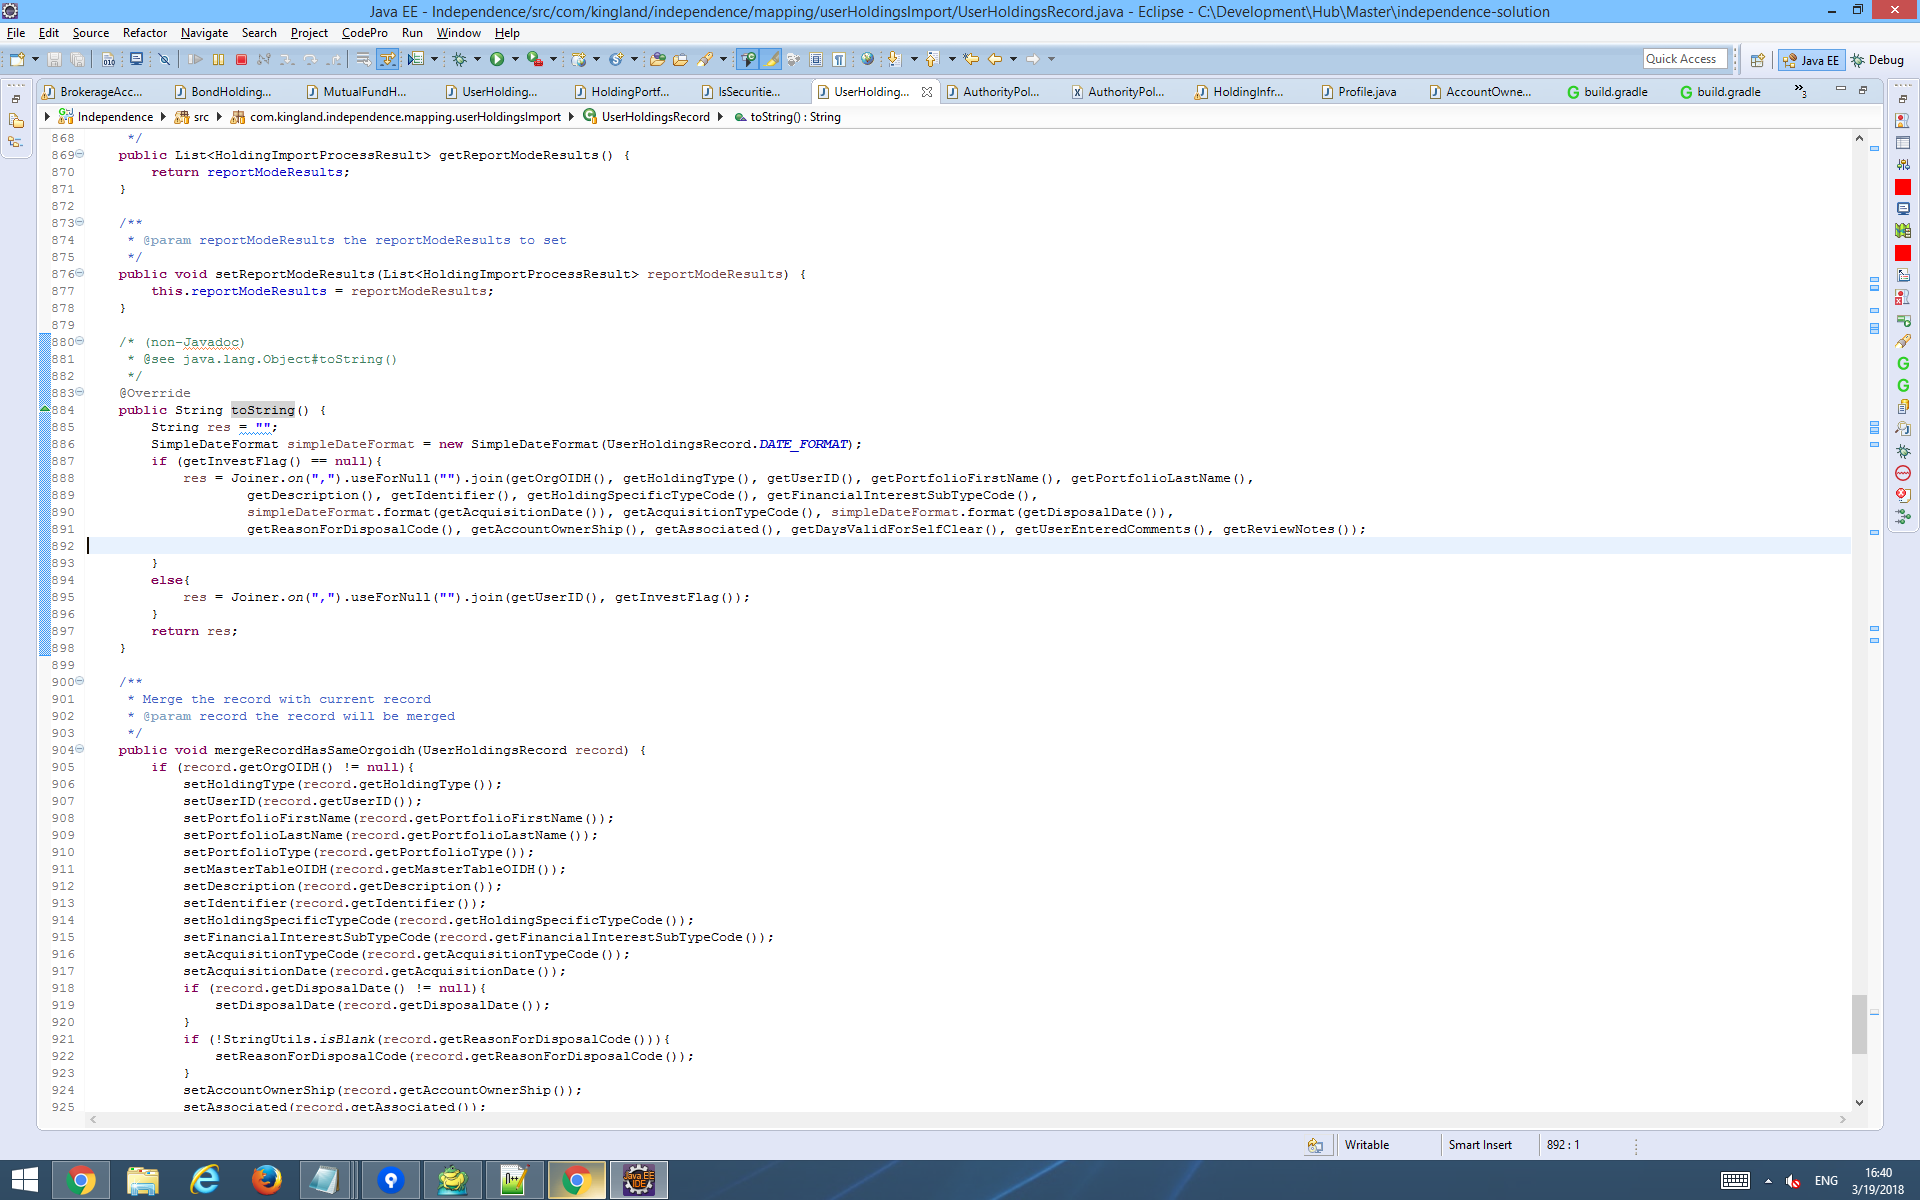 Java EE - Independence/src/com/kingland/independence/mapping/userHoldingsImport/UserHoldingsRecord.java - Eclipse - C:\Development\Hub\Master\independence-solution
File Edit Source Refactor Navigate Search Project CodePro Run Window Help
Quick Access Java EE Debug
BrokerageAcc... BondHolding... MutualFundH... UserHolding... HoldingPortf... IsSecuritie... UserHolding... AuthorityPol... AuthorityPol... HoldingInfr... Profile.java AccountOwne... build.gradle build.gradle »3
Independence src com.kingland.independence.mapping.userHoldingsImport UserHoldingsRecord toString() : String
868 */
869 public List<HoldingImportProcessResult> getReportModeResults() {
870 return reportModeResults;
871 }
872
873 /**
874 * @param reportModeResults the reportModeResults to set
875 */
876 public void setReportModeResults(List<HoldingImportProcessResult> reportModeResults) {
877 this.reportModeResults = reportModeResults;
878 }
879
880 /* (non-Javadoc)
881 * @see java.lang.Object#toString()
882 */
883 @Override
884 public String toString() {
885 String res = "";
886 SimpleDateFormat simpleDateFormat = new SimpleDateFormat(UserHoldingsRecord.DATE_FORMAT);
887 if (getInvestFlag() == null){
888 res = Joiner.on(",").useForNull("").join(getOrgOIDH(), getHoldingType(), getUserID(), getPortfolioFirstName(), getPortfolioLastName(),
889 getDescription(), getIdentifier(), getHoldingSpecificTypeCode(), getFinancialInterestSubTypeCode(),
890 simpleDateFormat.format(getAcquisitionDate()), getAcquisitionTypeCode(), simpleDateFormat.format(getDisposalDate()),
891 getReasonForDisposalCode(), getAccountOwnerShip(), getAssociated(), getDaysValidForSelfClear(), getUserEnteredComments(), getReviewNotes());
892
893 }
894 else{
895 res = Joiner.on(",").useForNull("").join(getUserID(), getInvestFlag());
896 }
897 return res;
898 }
899
900 /**
901 * Merge the record with current record
902 * @param record the record will be merged
903 */
904 public void mergeRecordHasSameOrgoidh(UserHoldingsRecord record) {
905 if (record.getOrgOIDH() != null){
906 setHoldingType(record.getHoldingType());
907 setUserID(record.getUserID());
908 setPortfolioFirstName(record.getPortfolioFirstName());
909 setPortfolioLastName(record.getPortfolioLastName());
910 setPortfolioType(record.getPortfolioType());
911 setMasterTableOIDH(record.getMasterTableOIDH());
912 setDescription(record.getDescription());
913 setIdentifier(record.getIdentifier());
914 setHoldingSpecificTypeCode(record.getHoldingSpecificTypeCode());
915 setFinancialInterestSubTypeCode(record.getFinancialInterestSubTypeCode());
916 setAcquisitionTypeCode(record.getAcquisitionTypeCode());
917 setAcquisitionDate(record.getAcquisitionDate());
918 if (record.getDisposalDate() != null){
919 setDisposalDate(record.getDisposalDate());
920 }
921 if (!StringUtils.isBlank(record.getReasonForDisposalCode())){
922 setReasonForDisposalCode(record.getReasonForDisposalCode());
923 }
924 setAccountOwnerShip(record.getAccountOwnerShip());
925 setAssociated(record.getAssociated());
Writable Smart Insert 892 : 1
ENG 16:40
3/19/2018